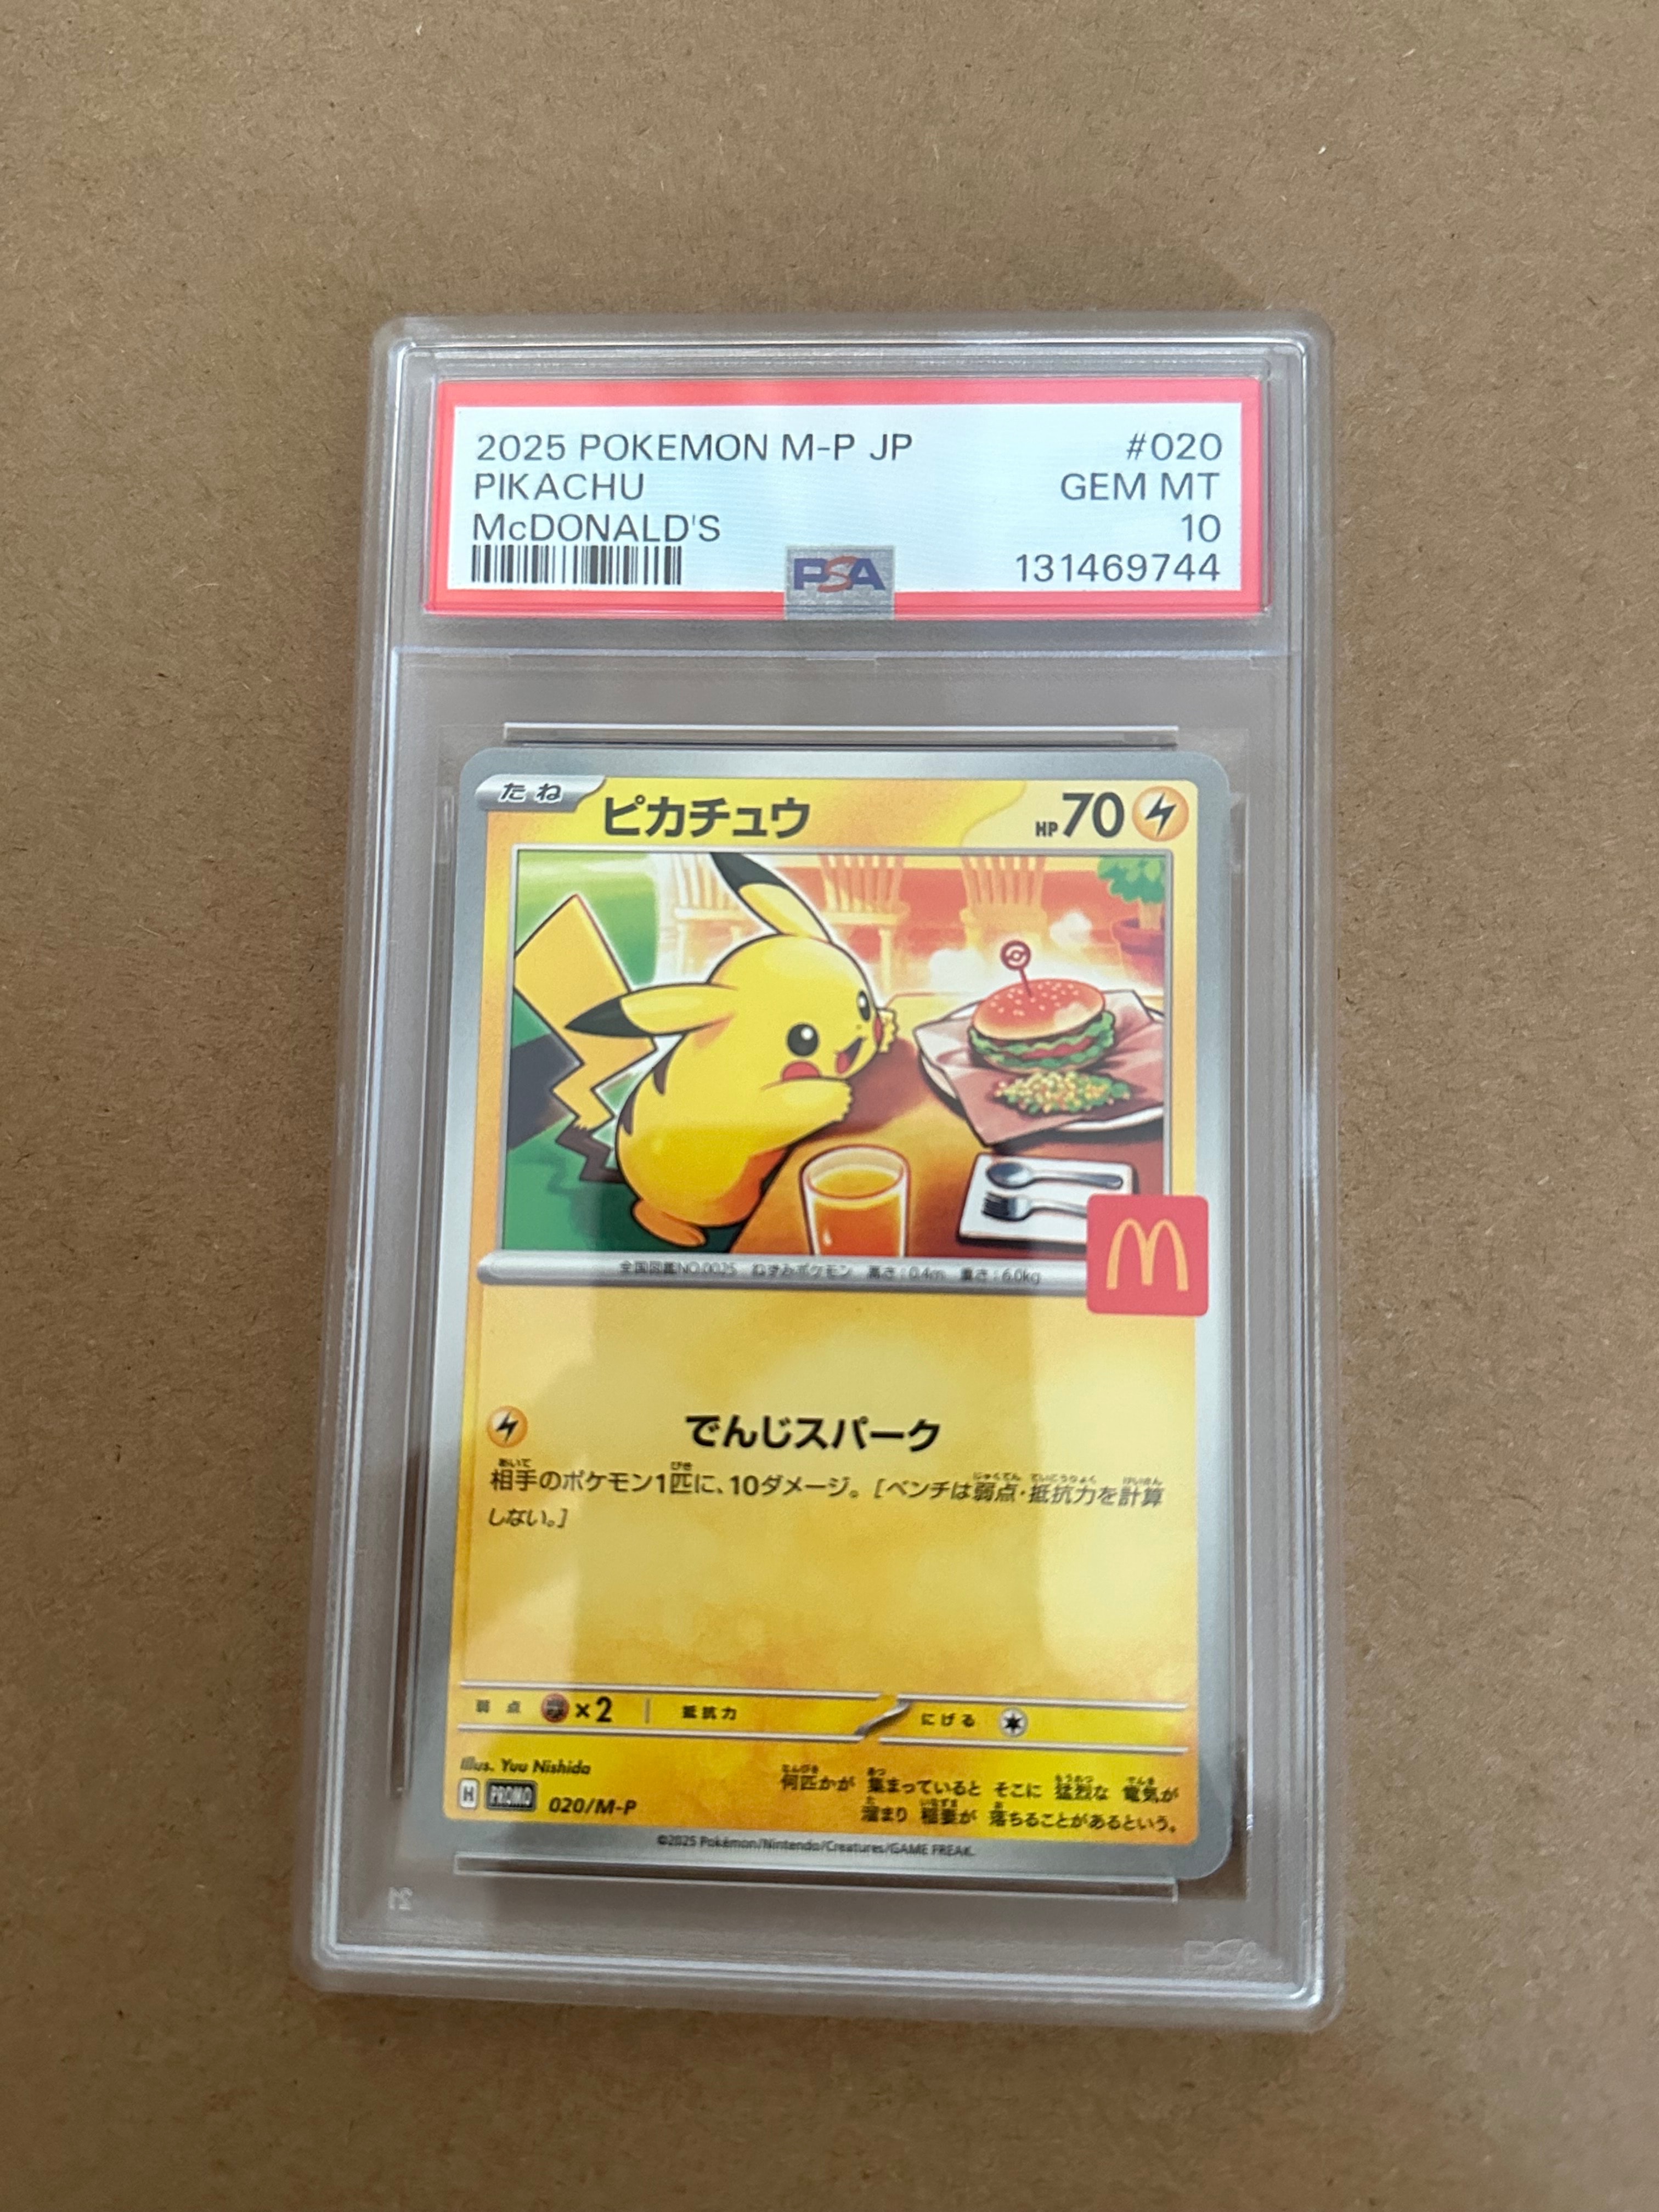 2025 POKEMON M-P JP #020
PIKACHU GEM MT
McDONALD'S 10
PSA 131469744
たね ピカチュウ HP 70
全国図鑑NO.0025 ねずみポケモン 高さ:0.4m 重さ:6.0kg
でんじスパーク
相手のポケモン1匹に、10ダメージ。[ベンチは弱点・抵抗力を計算
しない。]
弱点 ×2 抵抗力 にげる
Illus. Yuu Nishida
H PROMO 020/M-P
何匹かが 集まっていると そこに 猛烈な 電気が
溜まり 稲妻が 落ちることがあるという。
©2025 Pokémon/Nintendo/Creatures/GAME FREAK.
PSA